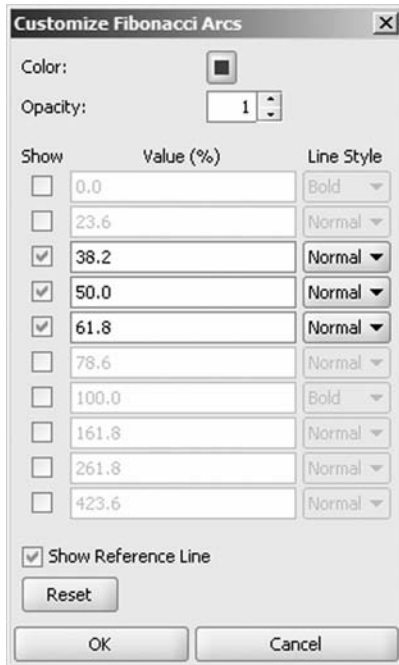 Customize Fibonacci Arcs
Color:
Opacity: 1
Show Value (%) Line Style
0.0 Bold
23.6 Normal
38.2 Normal
50.0 Normal
61.8 Normal
78.6 Normal
100.0 Bold
161.8 Normal
261.8 Normal
423.6 Normal
Show Reference Line
Reset
OK Cancel